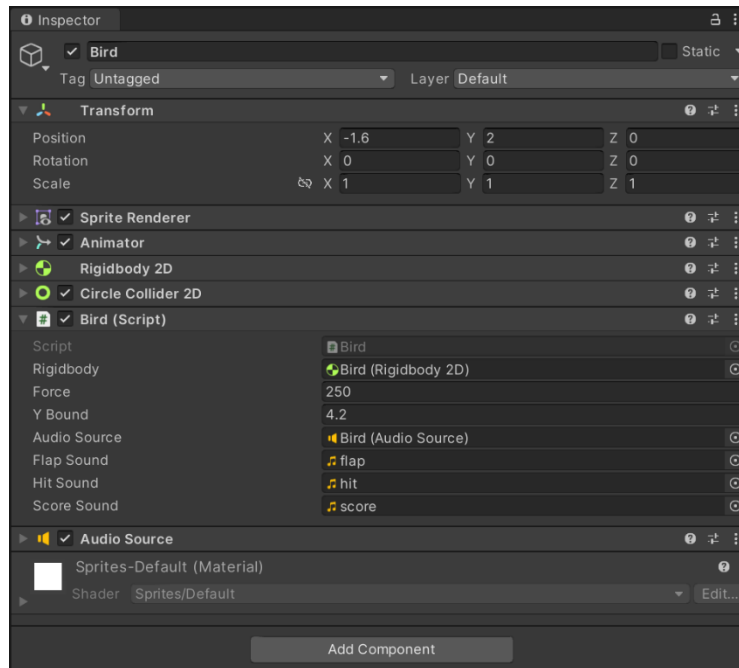 Inspector
Bird Static
Tag Untagged Layer Default
Transform
Position X -1.6 Y 2 Z 0
Rotation X 0 Y 0 Z 0
Scale X 1 Y 1 Z 1
Sprite Renderer
Animator
Rigidbody 2D
Circle Collider 2D
# Bird (Script)
Script # Bird
Rigidbody Bird (Rigidbody 2D)
Force 250
Y Bound 4.2
Audio Source Bird (Audio Source)
Flap Sound flap
Hit Sound hit
Score Sound score
Audio Source
Sprites-Default (Material)
Shader Sprites/Default Edit...
Add Component